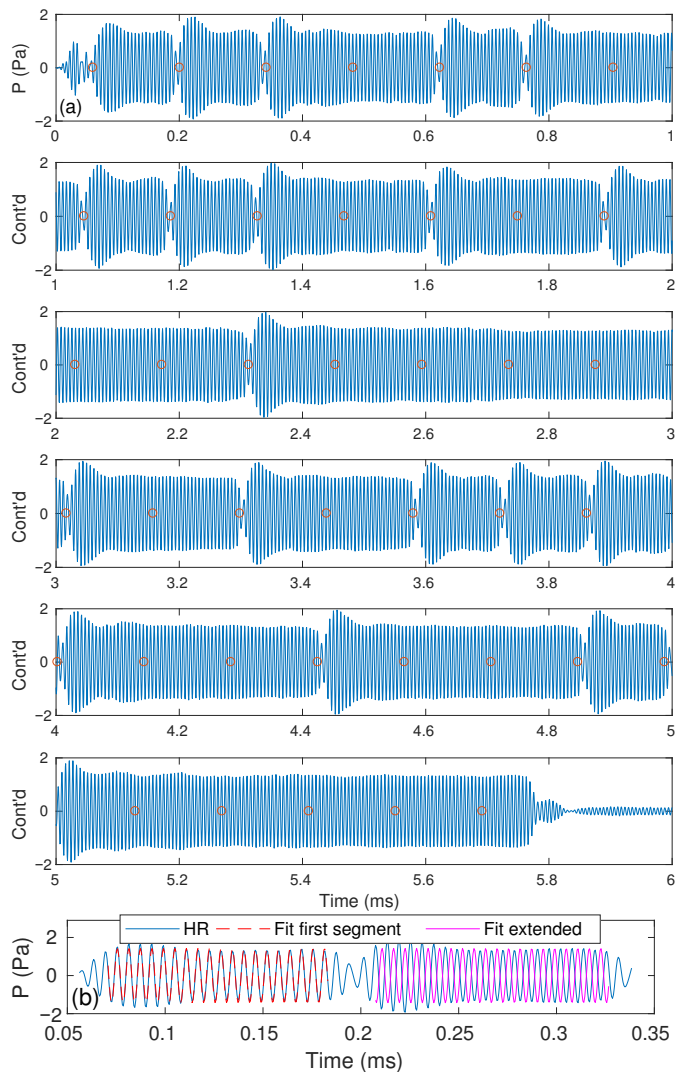 2
P (Pa)
0
(a)
−2
0 0.2 0.4 0.6 0.8 1
2
Cont'd
0
−2
1 1.2 1.4 1.6 1.8 2
2
Cont'd
0
−2
2 2.2 2.4 2.6 2.8 3
2
Cont'd
0
−2
3 3.2 3.4 3.6 3.8 4
2
Cont'd
0
−2
4 4.2 4.4 4.6 4.8 5
2
Cont'd
0
−2
5 5.2 5.4 5.6 5.8 6
Time (ms)
HR Fit first segment Fit extended
2
P (Pa)
0
(b)
−2
0.05 0.1 0.15 0.2 0.25 0.3 0.35
Time (ms)